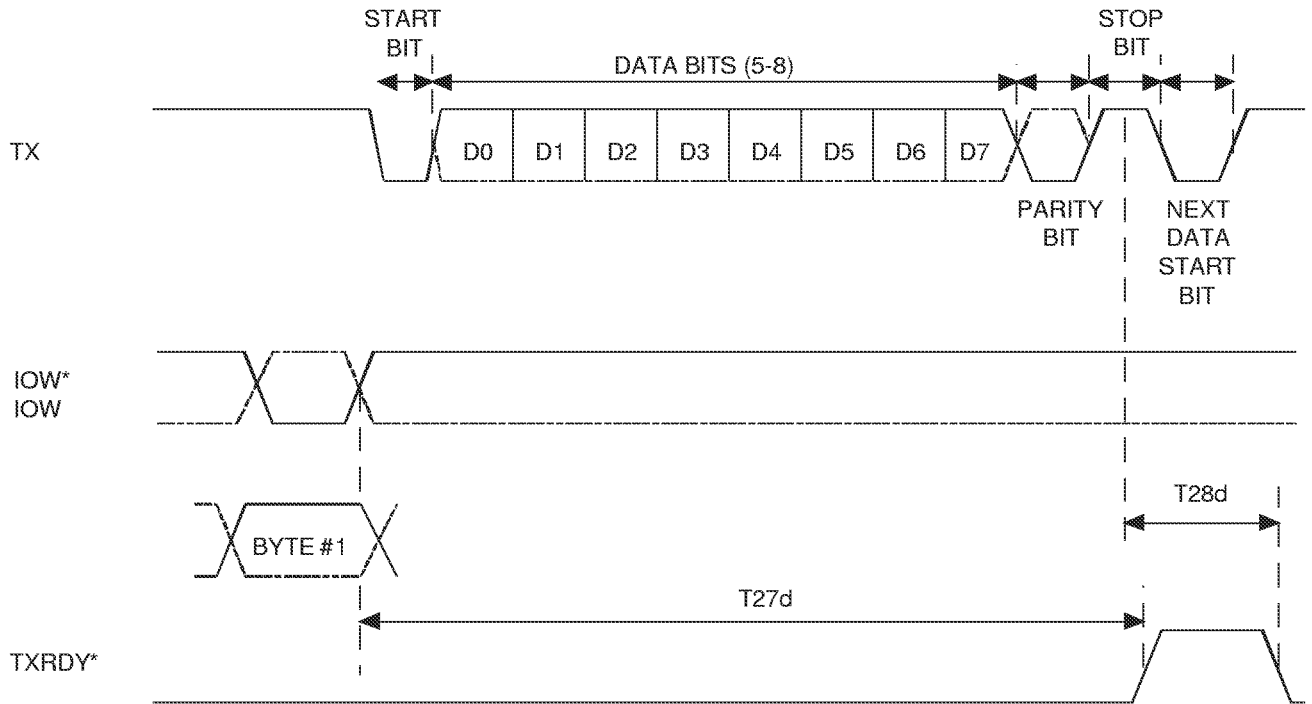 START
BIT
DATA BITS (5-8)
STOP
BIT
TX
D0 D1 D2 D3 D4 D5 D6 D7
PARITY
BIT
NEXT
DATA
START
BIT
IOW*
IOW
BYTE #1
T28d
T27d
TXRDY*